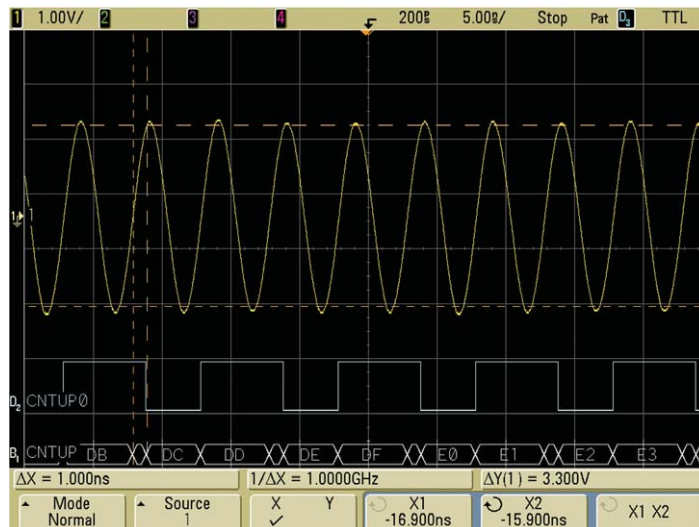 1 1.00V/ 2 3 4 200s 5.00s/ Stop Pat D3 TTL
1
D2 CNTUP0
B1 CNTUP DB DC DD DE DF E0 E1 E2 E3
ΔX = 1.000ns 1/ΔX = 1.0000GHz ΔY(1) = 3.300V
Mode Source X Y X1 X2 X1 X2
Normal 1 ✓ -16.900ns -15.900ns